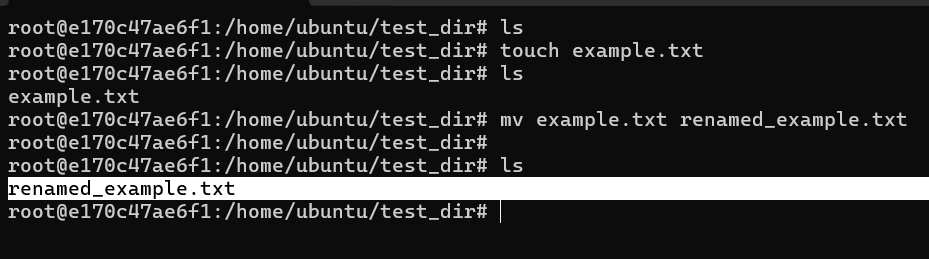 root@e170c47ae6f1:/home/ubuntu/test_dir# ls
root@e170c47ae6f1:/home/ubuntu/test_dir# touch example.txt
root@e170c47ae6f1:/home/ubuntu/test_dir# ls
example.txt
root@e170c47ae6f1:/home/ubuntu/test_dir# mv example.txt renamed_example.txt
root@e170c47ae6f1:/home/ubuntu/test_dir#
root@e170c47ae6f1:/home/ubuntu/test_dir# ls
renamed_example.txt
root@e170c47ae6f1:/home/ubuntu/test_dir#